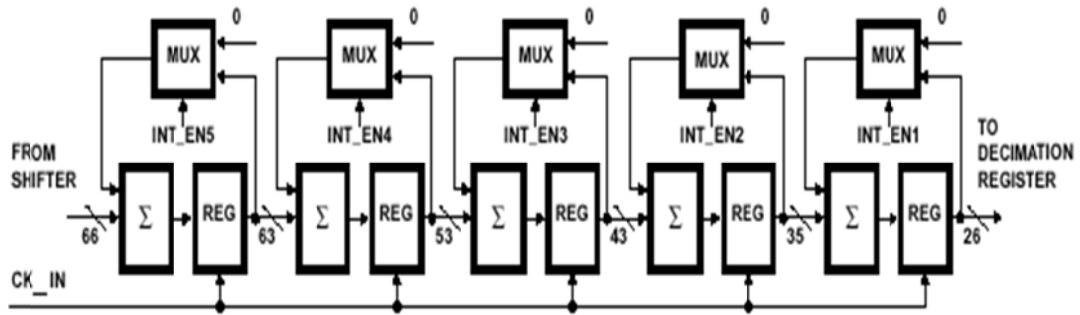 0 0 0 0 0
MUX MUX MUX MUX MUX
INT_EN5 INT_EN4 INT_EN3 INT_EN2 INT_EN1
FROM
SHIFTER
TO
DECIMATION
REGISTER
Σ REG Σ REG Σ REG Σ REG Σ REG
66 63 53 43 35 26
CK_IN